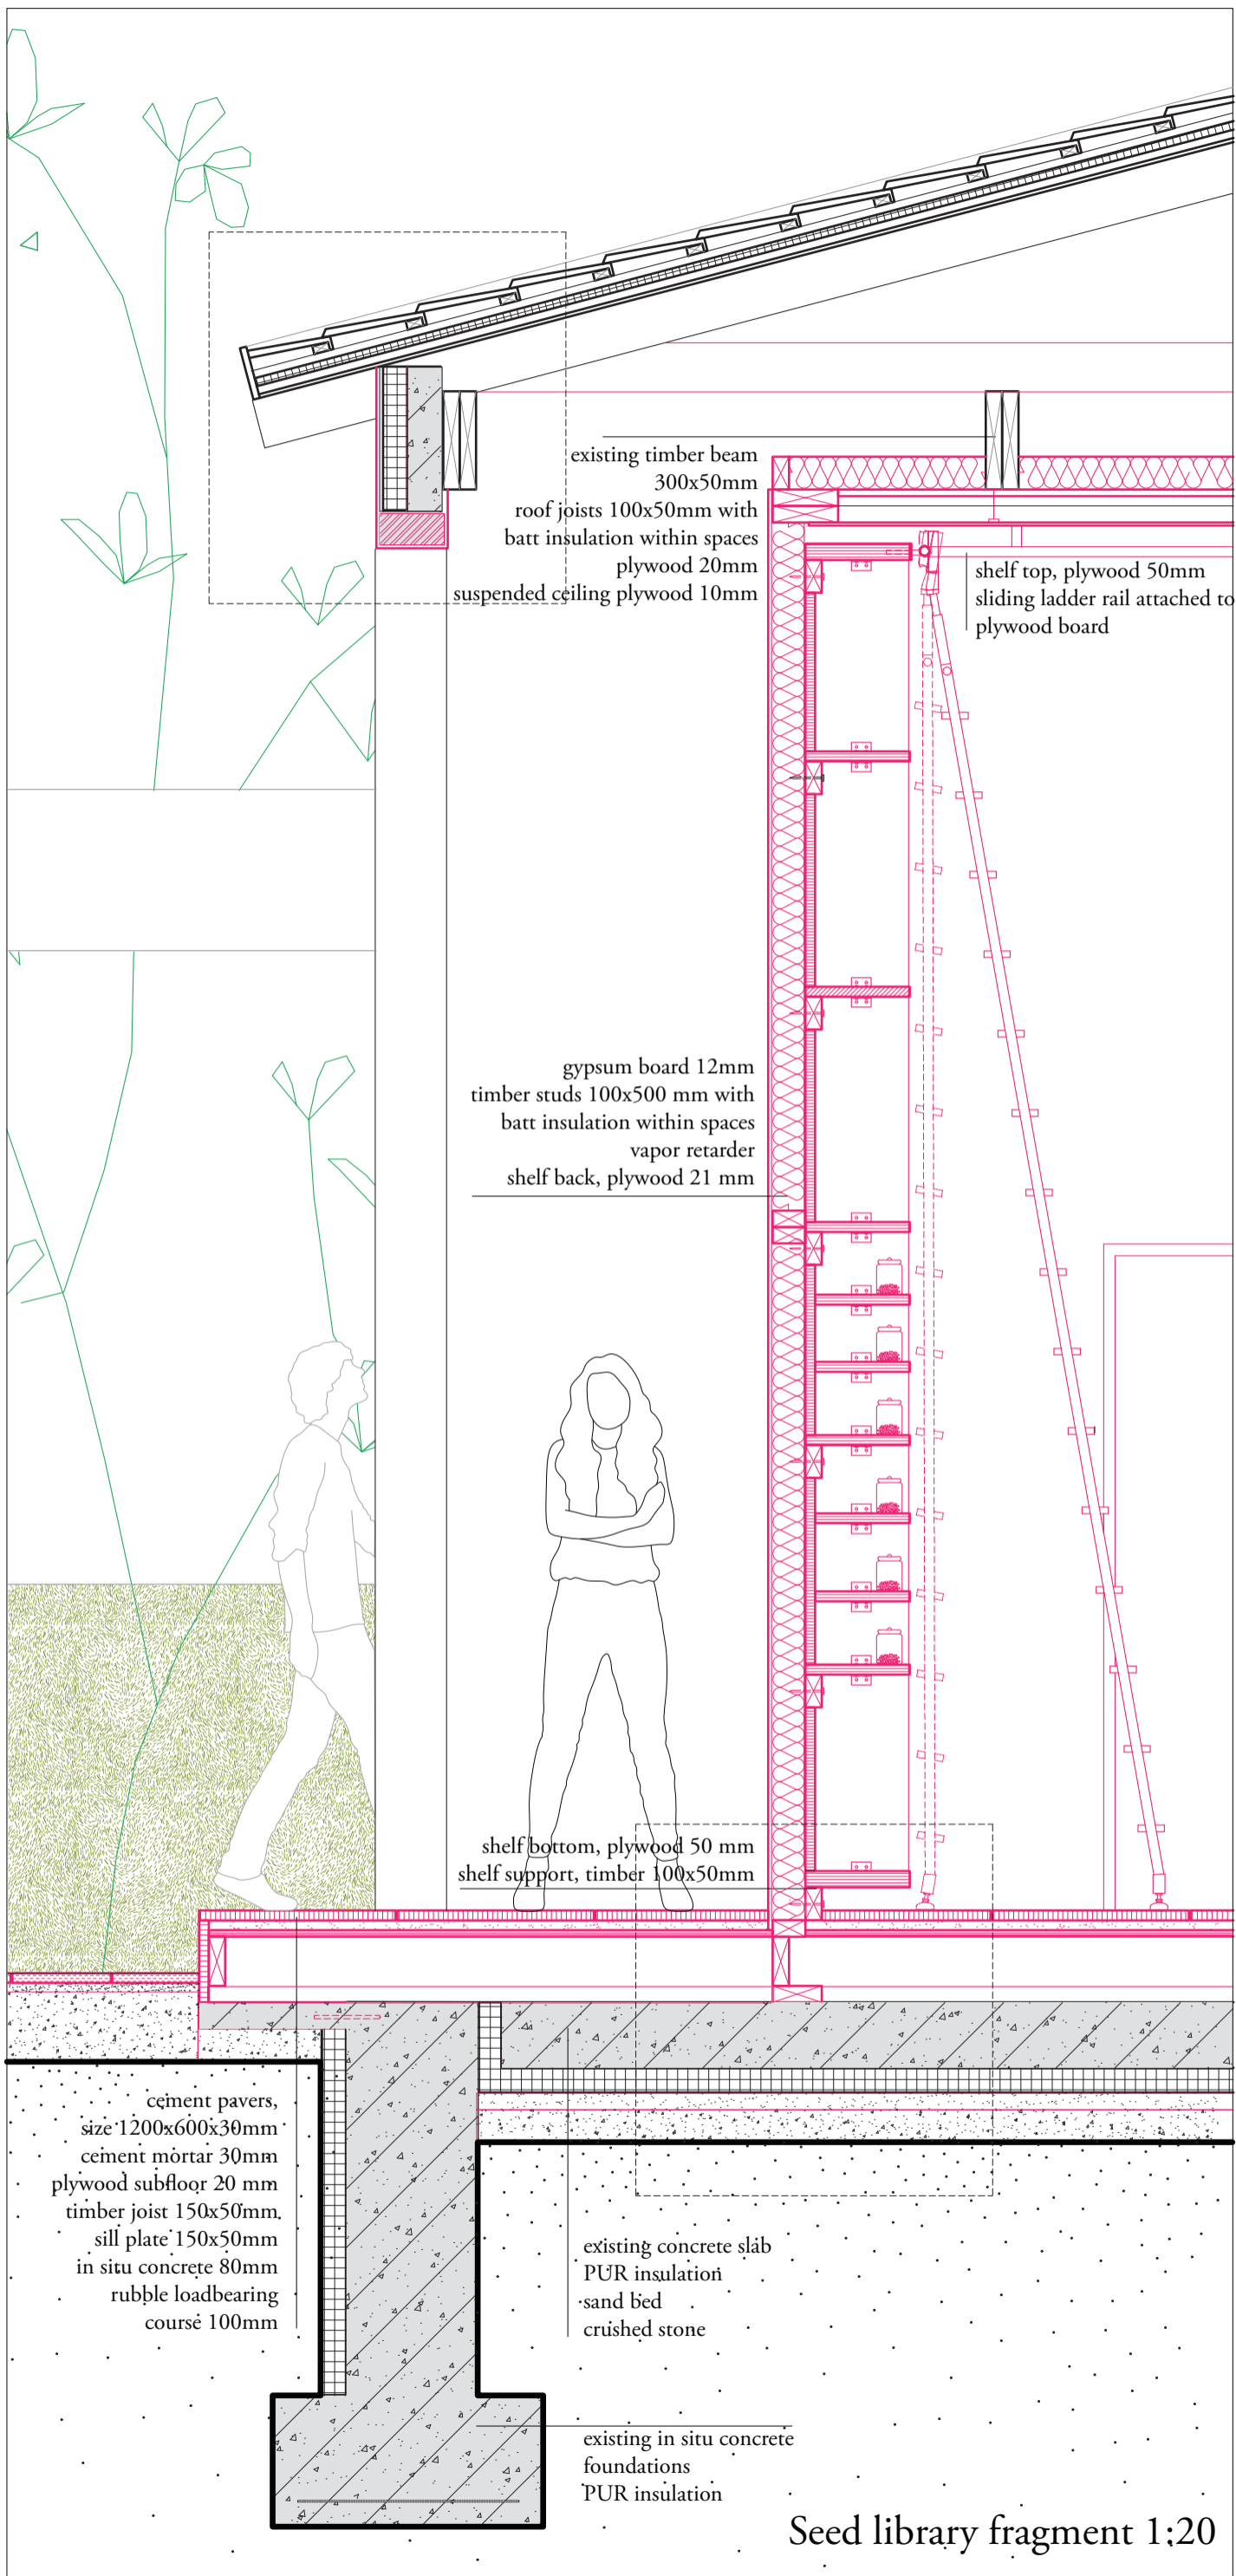 existing timber beam
300x50mm
roof joists 100x50mm with
batt insulation within spaces
plywood 20mm
suspended ceiling plywood 10mm
shelf top, plywood 50mm
sliding ladder rail attached to
plywood board
gypsum board 12mm
timber studs 100x500 mm with
batt insulation within spaces
vapor retarder
shelf back, plywood 21 mm
shelf bottom, plywood 50 mm
shelf support, timber 100x50mm
cement pavers,
size 1200x600x30mm
cement mortar 30mm
plywood subfloor 20 mm
timber joist 150x50mm
sill plate 150x50mm
in situ concrete 80mm
rubble loadbearing
course 100mm
existing concrete slab
PUR insulation
sand bed
crushed stone
existing in situ concrete
foundations
PUR insulation
Seed library fragment 1:20